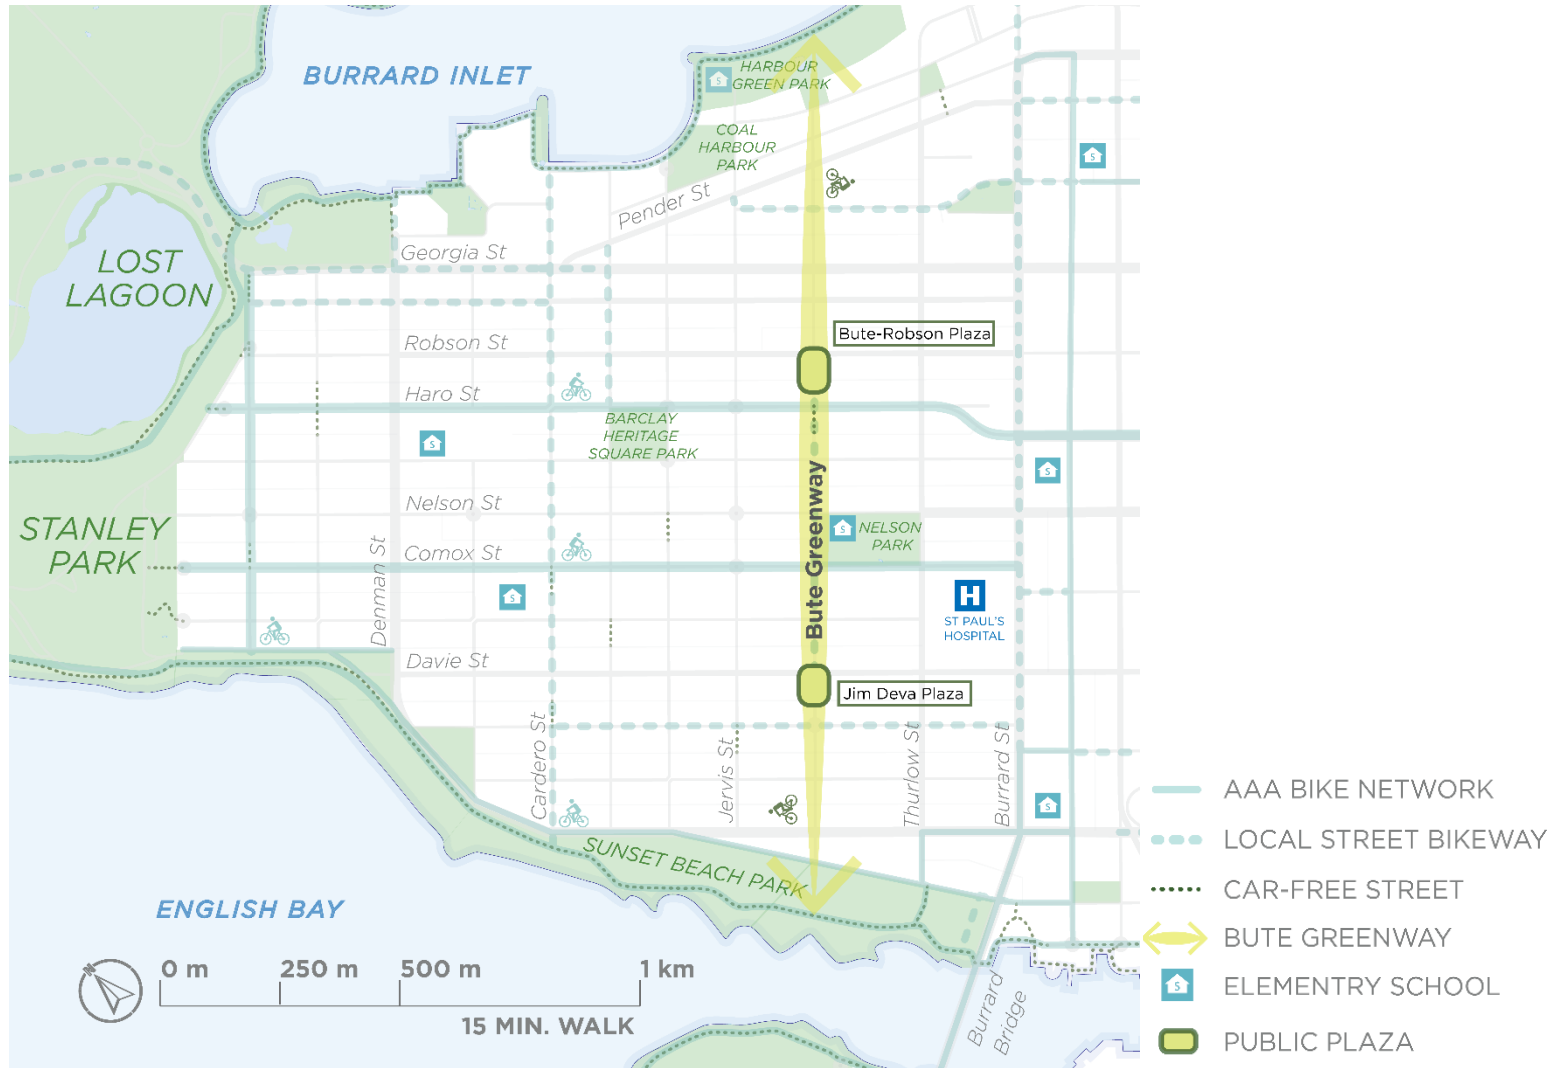 BURRARD INLET
HARBOUR
GREEN PARK
COAL
HARBOUR
PARK
Pender St
Georgia St
LOST
LAGOON
Bute-Robson Plaza
Robson St
Haro St
BARCLAY
HERITAGE
SQUARE PARK
S
S
S
S
S
S
S
Nelson St
STANLEY
PARK
NELSON
PARK
Comox St
Denman St
Bute Greenway
H
ST PAUL'S
HOSPITAL
Davie St
Jim Deva Plaza
Cardero St
Jervis St
Thurlow St
Burrard St
SUNSET BEACH PARK
ENGLISH BAY
0 m
250 m
500 m
1 km
15 MIN. WALK
Burrard
Bridge
AAA BIKE NETWORK
LOCAL STREET BIKEWAY
CAR-FREE STREET
BUTE GREENWAY
S
ELEMENTRY SCHOOL
PUBLIC PLAZA